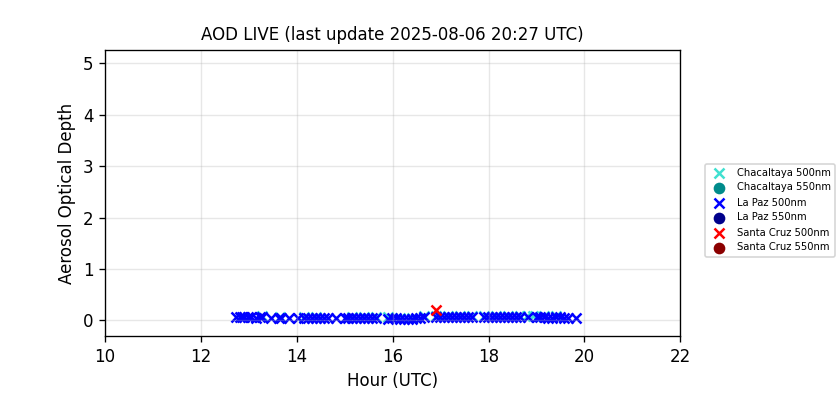 AOD LIVE (last update 2025-08-06 20:27 UTC)
Aerosol Optical Depth
5
4
3
2
1
0
10 12 14 16 18 20 22
Hour (UTC)
Chacaltaya 500nm
Chacaltaya 550nm
La Paz 500nm
La Paz 550nm
Santa Cruz 500nm
Santa Cruz 550nm